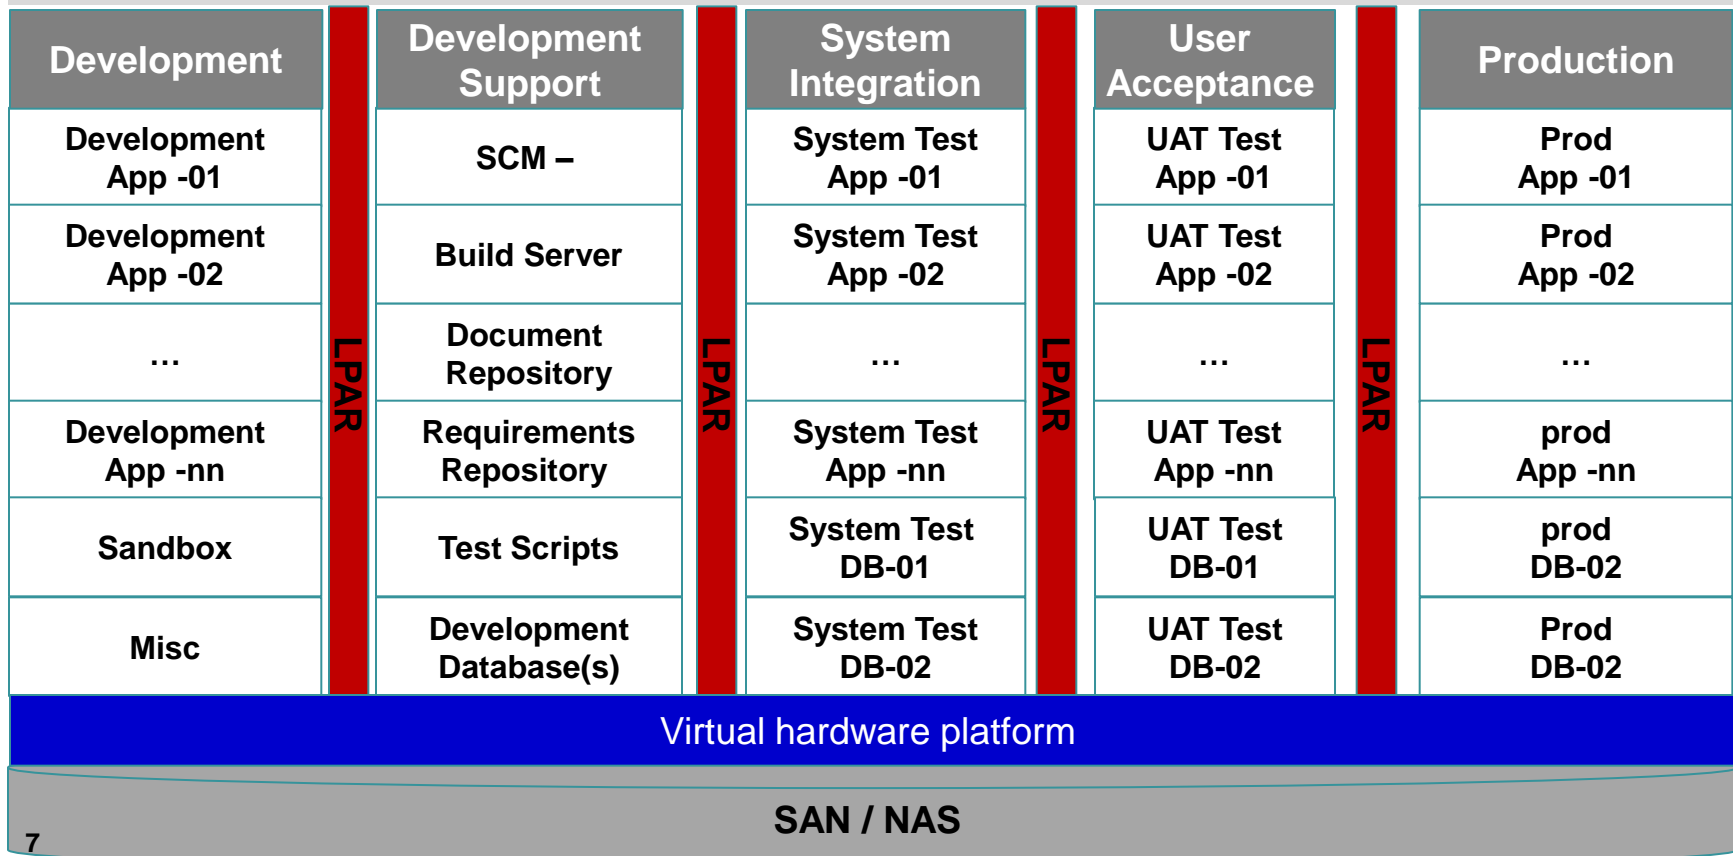 Development
Development
Support
System
Integration
User
Acceptance
Production
Development
App -01
SCM –
System Test
App -01
UAT Test
App -01
Prod
App -01
Development
App -02
Build Server
System Test
App -02
UAT Test
App -02
Prod
App -02
…
Document
Repository
…
…
…
LPAR
LPAR
LPAR
LPAR
Development
App -nn
Requirements
Repository
System Test
App -nn
UAT Test
App -nn
prod
App -nn
Sandbox
Test Scripts
System Test
DB-01
UAT Test
DB-01
prod
DB-02
Misc
Development
Database(s)
System Test
DB-02
UAT Test
DB-02
Prod
DB-02
Virtual hardware platform
SAN / NAS
7